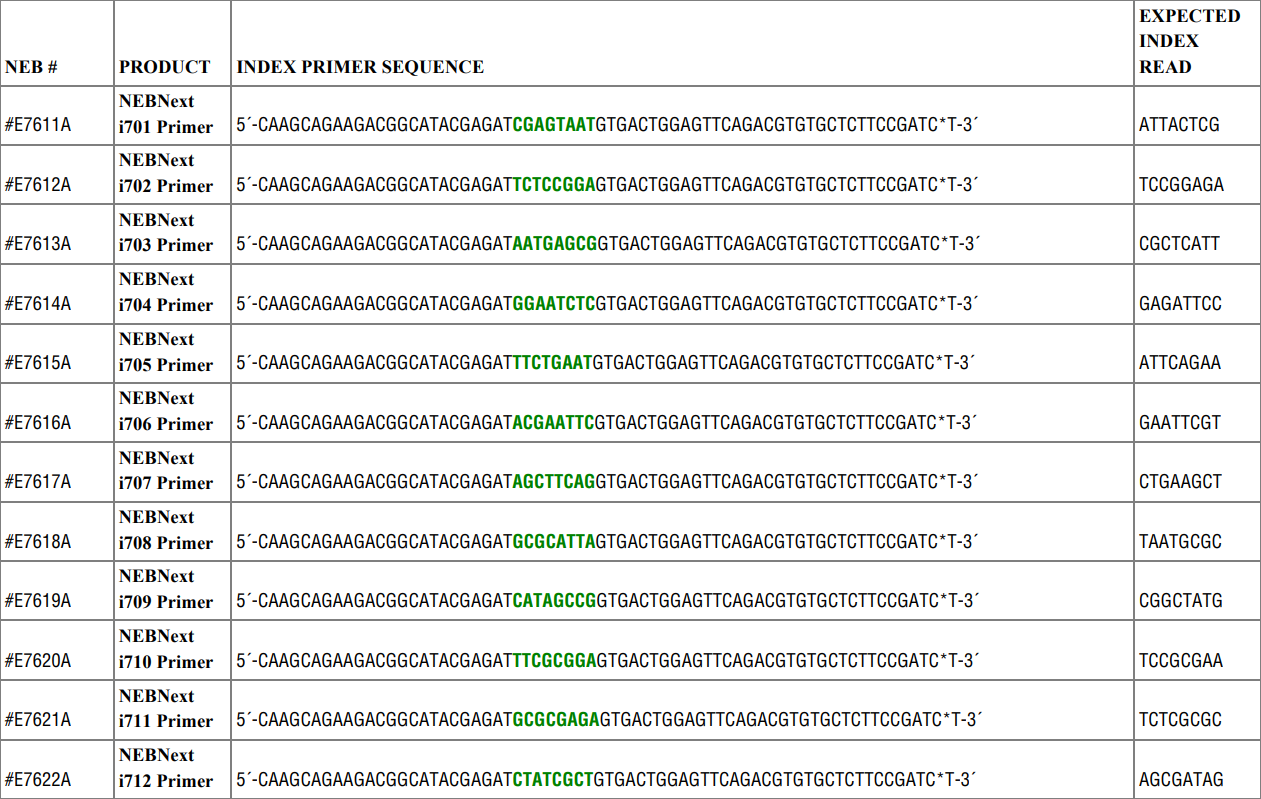 NEB # PRODUCT INDEX PRIMER SEQUENCE EXPECTED INDEX READ
#E7611A NEBNext i701 Primer 5´-CAAGCAGAAGACGGCATACGAGATCGAGTAATGTGACTGGAGTTCAGACGTGTGCTCTTCCGATC*T-3´ ATTACTCG
#E7612A NEBNext i702 Primer 5´-CAAGCAGAAGACGGCATACGAGATTCTCCGGAGTGACTGGAGTTCAGACGTGTGCTCTTCCGATC*T-3´ TCCGGAGA
#E7613A NEBNext i703 Primer 5´-CAAGCAGAAGACGGCATACGAGATAATGAGCGGTGACTGGAGTTCAGACGTGTGCTCTTCCGATC*T-3´ CGCTCATT
#E7614A NEBNext i704 Primer 5´-CAAGCAGAAGACGGCATACGAGATGGAATCTCGTGACTGGAGTTCAGACGTGTGCTCTTCCGATC*T-3´ GAGATTCC
#E7615A NEBNext i705 Primer 5´-CAAGCAGAAGACGGCATACGAGATTTCTGAATGTGACTGGAGTTCAGACGTGTGCTCTTCCGATC*T-3´ ATTCAGAA
#E7616A NEBNext i706 Primer 5´-CAAGCAGAAGACGGCATACGAGATACGAATTCGTGACTGGAGTTCAGACGTGTGCTCTTCCGATC*T-3´ GAATTCGT
#E7617A NEBNext i707 Primer 5´-CAAGCAGAAGACGGCATACGAGATAGCTTCAGGTGACTGGAGTTCAGACGTGTGCTCTTCCGATC*T-3´ CTGAAGCT
#E7618A NEBNext i708 Primer 5´-CAAGCAGAAGACGGCATACGAGATGCGCATTAGTGACTGGAGTTCAGACGTGTGCTCTTCCGATC*T-3´ TAATGCGC
#E7619A NEBNext i709 Primer 5´-CAAGCAGAAGACGGCATACGAGATCATAGCCGGTGACTGGAGTTCAGACGTGTGCTCTTCCGATC*T-3´ CGGCTATG
#E7620A NEBNext i710 Primer 5´-CAAGCAGAAGACGGCATACGAGATTTCGCGGAGTGACTGGAGTTCAGACGTGTGCTCTTCCGATC*T-3´ TCCGCGAA
#E7621A NEBNext i711 Primer 5´-CAAGCAGAAGACGGCATACGAGATGCGCGAGAGTGACTGGAGTTCAGACGTGTGCTCTTCCGATC*T-3´ TCTCGCGC
#E7622A NEBNext i712 Primer 5´-CAAGCAGAAGACGGCATACGAGATCTATCGCTGTGACTGGAGTTCAGACGTGTGCTCTTCCGATC*T-3´ AGCGATAG